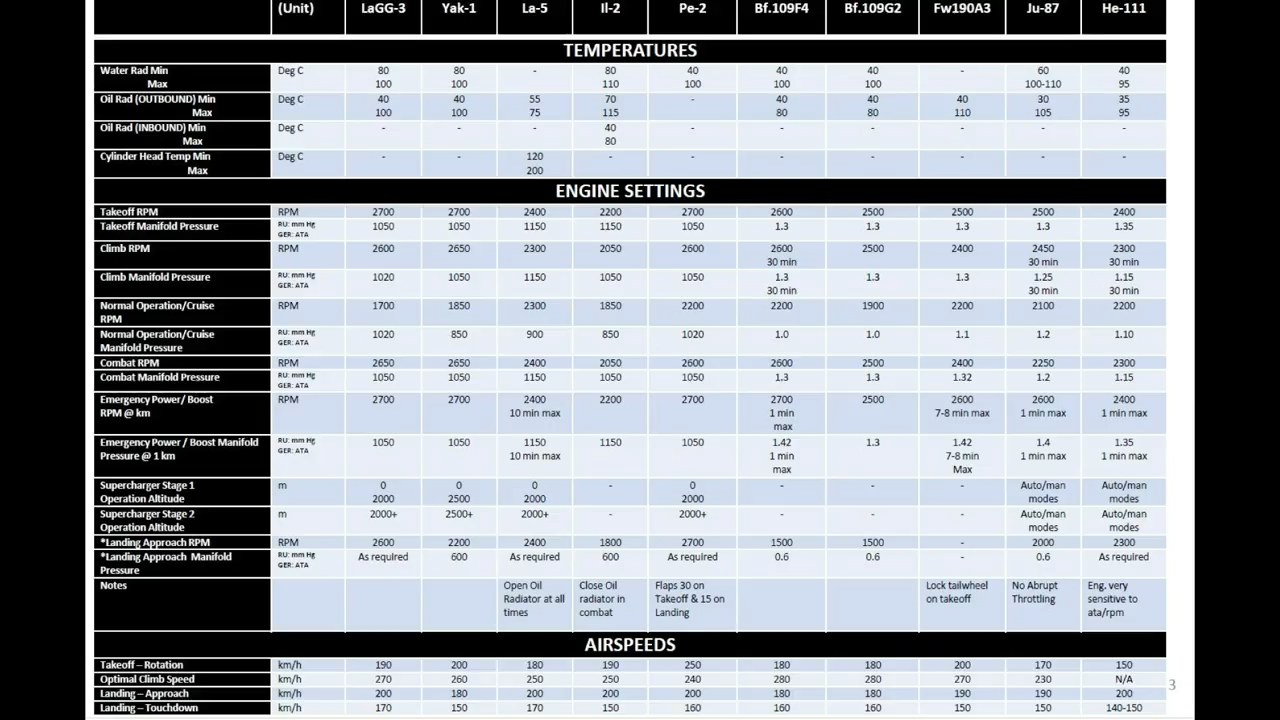 (Unit) LaGG-3 Yak-1 La-5 Il-2 Pe-2 Bf.109F4 Bf.109G2 Fw190A3 Ju-87 He-111
TEMPERATURES
Water Rad Min Deg C 80 80 - 80 40 40 40 - 60 40
Max 100 100 110 100 100 100 100-110 95
Oil Rad (OUTBOUND) Min Deg C 40 40 55 70 - 40 40 40 30 35
Max 100 100 75 115 80 80 110 105 95
Oil Rad (INBOUND) Min Deg C - - - 40 - - - - - -
Max 80
Cylinder Head Temp Min Deg C - - 120 - - - - - - -
Max 200
ENGINE SETTINGS
Takeoff RPM RPM 2700 2700 2400 2200 2700 2600 2500 2500 2500 2400
Takeoff Manifold Pressure RU: mm Hg 1050 1050 1150 1150 1050 1.3 1.3 1.3 1.3 1.35
GER: ATA
Climb RPM RPM 2600 2650 2300 2050 2600 2600 2500 2400 2450 2300
30 min 30 min 30 min
Climb Manifold Pressure RU: mm Hg 1020 1050 1150 1050 1050 1.3 1.3 1.3 1.25 1.15
GER: ATA 30 min 30 min 30 min
Normal Operation/Cruise RPM 1700 1850 2300 1850 2200 2200 1900 2200 2100 2200
RPM
Normal Operation/Cruise RU: mm Hg 1020 850 900 850 1020 1.0 1.0 1.1 1.2 1.10
Manifold Pressure GER: ATA
Combat RPM RPM 2650 2650 2400 2050 2600 2600 2500 2400 2250 2300
Combat Manifold Pressure RU: mm Hg 1050 1050 1150 1050 1050 1.3 1.3 1.32 1.2 1.15
GER: ATA
Emergency Power/ Boost RPM 2700 2700 2400 2200 2700 2700 2500 2600 2600 2400
RPM @ km 10 min max 1 min 7-8 min max 1 min max 1 min max
max
Emergency Power / Boost Manifold RU: mm Hg 1050 1050 1150 1150 1050 1.42 1.3 1.42 1.4 1.35
Pressure @ 1 km GER: ATA 10 min max 1 min 7-8 min 1 min max 1 min max
max Max
Supercharger Stage 1 m 0 0 0 - 0 - - - Auto/man Auto/man
Operation Altitude 2000 2500 2000 2000 modes modes
Supercharger Stage 2 m 2000+ 2500+ 2000+ - 2000+ - - - Auto/man Auto/man
Operation Altitude modes modes
*Landing Approach RPM RPM 2600 2200 2400 1800 2700 1500 1500 - 2000 2300
*Landing Approach Manifold RU: mm Hg As required 600 As required 600 As required 0.6 0.6 - 0.6 As required
Pressure GER: ATA
Notes Open Oil Close Oil Flaps 30 on Lock tailwheel No Abrupt Eng. very
Radiator at all radiator in Takeoff & 15 on on takeoff Throttling sensitive to
times combat Landing ata/rpm
AIRSPEEDS
Takeoff – Rotation km/h 190 200 180 190 250 180 180 200 170 150
Optimal Climb Speed km/h 270 260 250 250 240 280 280 270 230 N/A
Landing – Approach km/h 200 180 200 200 200 180 180 190 190 200
Landing – Touchdown km/h 170 150 170 150 160 160 160 150 150 140-150
3